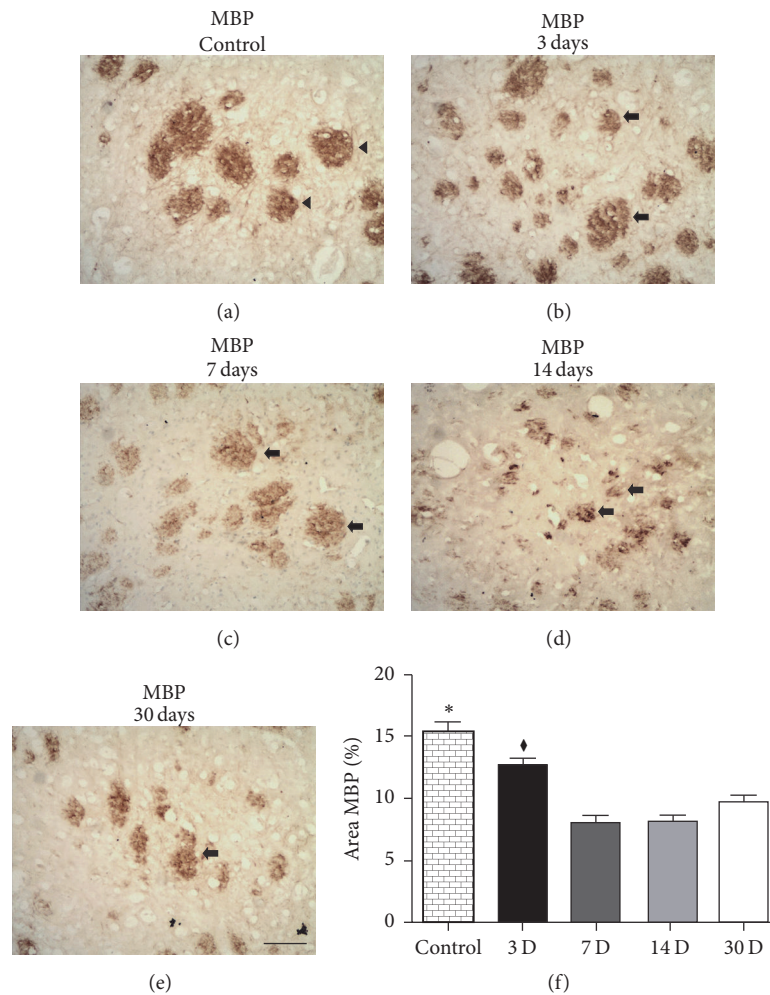 MBP
Control
(a)
MBP
3 days
(b)
MBP
7 days
(c)
MBP
14 days
(d)
MBP
30 days
(e)
20
15
10
5
0
Area MBP (%)
*
♦
Control
3 D
7 D
14 D
30 D
(f)